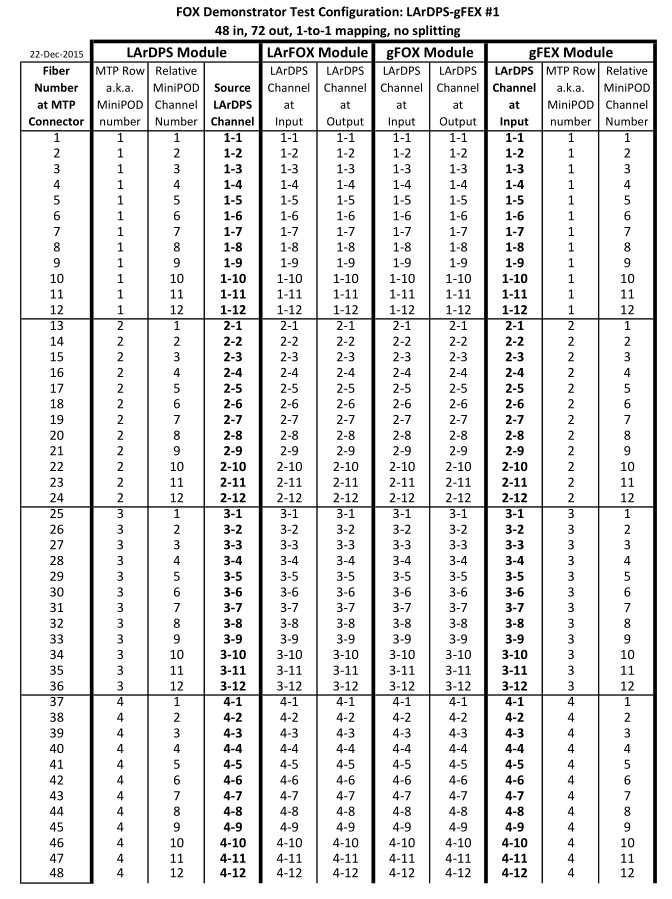 FOX Demonstrator Test Configuration: LArDPS-gFEX #1
48 in, 72 out, 1-to-1 mapping, no splitting
22-Dec-2015 LArDPS Module LArFOX Module gFOX Module gFEX Module
Fiber MTP Row Relative LArDPS LArDPS LArDPS LArDPS LArDPS MTP Row Relative
Number a.k.a. MiniPOD Source Channel Channel Channel Channel Channel a.k.a. MiniPOD
at MTP MiniPOD Channel LArDPS at at at at at MiniPOD Channel
Connector number Number Channel Input Output Input Output Input number Number
1 1 1 1-1 1-1 1-1 1-1 1-1 1-1 1 1
2 1 2 1-2 1-2 1-2 1-2 1-2 1-2 1 2
3 1 3 1-3 1-3 1-3 1-3 1-3 1-3 1 3
4 1 4 1-4 1-4 1-4 1-4 1-4 1-4 1 4
5 1 5 1-5 1-5 1-5 1-5 1-5 1-5 1 5
6 1 6 1-6 1-6 1-6 1-6 1-6 1-6 1 6
7 1 7 1-7 1-7 1-7 1-7 1-7 1-7 1 7
8 1 8 1-8 1-8 1-8 1-8 1-8 1-8 1 8
9 1 9 1-9 1-9 1-9 1-9 1-9 1-9 1 9
10 1 10 1-10 1-10 1-10 1-10 1-10 1-10 1 10
11 1 11 1-11 1-11 1-11 1-11 1-11 1-11 1 11
12 1 12 1-12 1-12 1-12 1-12 1-12 1-12 1 12
13 2 1 2-1 2-1 2-1 2-1 2-1 2-1 2 1
14 2 2 2-2 2-2 2-2 2-2 2-2 2-2 2 2
15 2 3 2-3 2-3 2-3 2-3 2-3 2-3 2 3
16 2 4 2-4 2-4 2-4 2-4 2-4 2-4 2 4
17 2 5 2-5 2-5 2-5 2-5 2-5 2-5 2 5
18 2 6 2-6 2-6 2-6 2-6 2-6 2-6 2 6
19 2 7 2-7 2-7 2-7 2-7 2-7 2-7 2 7
20 2 8 2-8 2-8 2-8 2-8 2-8 2-8 2 8
21 2 9 2-9 2-9 2-9 2-9 2-9 2-9 2 9
22 2 10 2-10 2-10 2-10 2-10 2-10 2-10 2 10
23 2 11 2-11 2-11 2-11 2-11 2-11 2-11 2 11
24 2 12 2-12 2-12 2-12 2-12 2-12 2-12 2 12
25 3 1 3-1 3-1 3-1 3-1 3-1 3-1 3 1
26 3 2 3-2 3-2 3-2 3-2 3-2 3-2 3 2
27 3 3 3-3 3-3 3-3 3-3 3-3 3-3 3 3
28 3 4 3-4 3-4 3-4 3-4 3-4 3-4 3 4
29 3 5 3-5 3-5 3-5 3-5 3-5 3-5 3 5
30 3 6 3-6 3-6 3-6 3-6 3-6 3-6 3 6
31 3 7 3-7 3-7 3-7 3-7 3-7 3-7 3 7
32 3 8 3-8 3-8 3-8 3-8 3-8 3-8 3 8
33 3 9 3-9 3-9 3-9 3-9 3-9 3-9 3 9
34 3 10 3-10 3-10 3-10 3-10 3-10 3-10 3 10
35 3 11 3-11 3-11 3-11 3-11 3-11 3-11 3 11
36 3 12 3-12 3-12 3-12 3-12 3-12 3-12 3 12
37 4 1 4-1 4-1 4-1 4-1 4-1 4-1 4 1
38 4 2 4-2 4-2 4-2 4-2 4-2 4-2 4 2
39 4 3 4-3 4-3 4-3 4-3 4-3 4-3 4 3
40 4 4 4-4 4-4 4-4 4-4 4-4 4-4 4 4
41 4 5 4-5 4-5 4-5 4-5 4-5 4-5 4 5
42 4 6 4-6 4-6 4-6 4-6 4-6 4-6 4 6
43 4 7 4-7 4-7 4-7 4-7 4-7 4-7 4 7
44 4 8 4-8 4-8 4-8 4-8 4-8 4-8 4 8
45 4 9 4-9 4-9 4-9 4-9 4-9 4-9 4 9
46 4 10 4-10 4-10 4-10 4-10 4-10 4-10 4 10
47 4 11 4-11 4-11 4-11 4-11 4-11 4-11 4 11
48 4 12 4-12 4-12 4-12 4-12 4-12 4-12 4 12